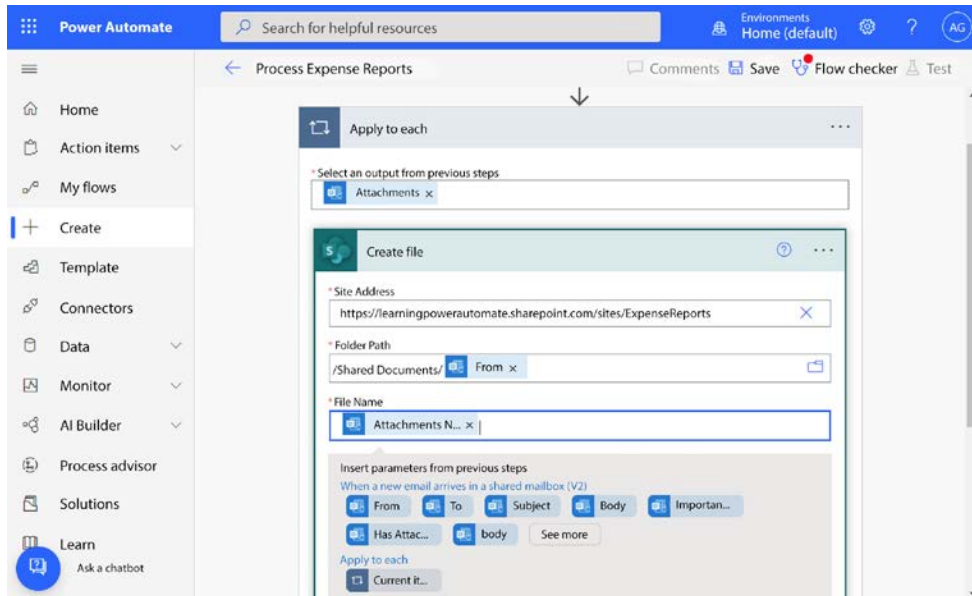 Power Automate
Search for helpful resources
Environments
Home (default)
?
AG
Process Expense Reports
Comments
Save
Flow checker
Test
Home
Action items
My flows
Create
Template
Connectors
Data
Monitor
AI Builder
Process advisor
Solutions
Learn
Ask a chatbot
Apply to each
...
* Select an output from previous steps
Attachments ×
S
Create file
?
...
* Site Address
https://learningpowerautomate.sharepoint.com/sites/ExpenseReports
* Folder Path
/Shared Documents/ From ×
* File Name
Attachments N... ×
Insert parameters from previous steps
When a new email arrives in a shared mailbox (V2)
From To Subject Body Importan...
Has Attac... body See more
Apply to each
Current it...